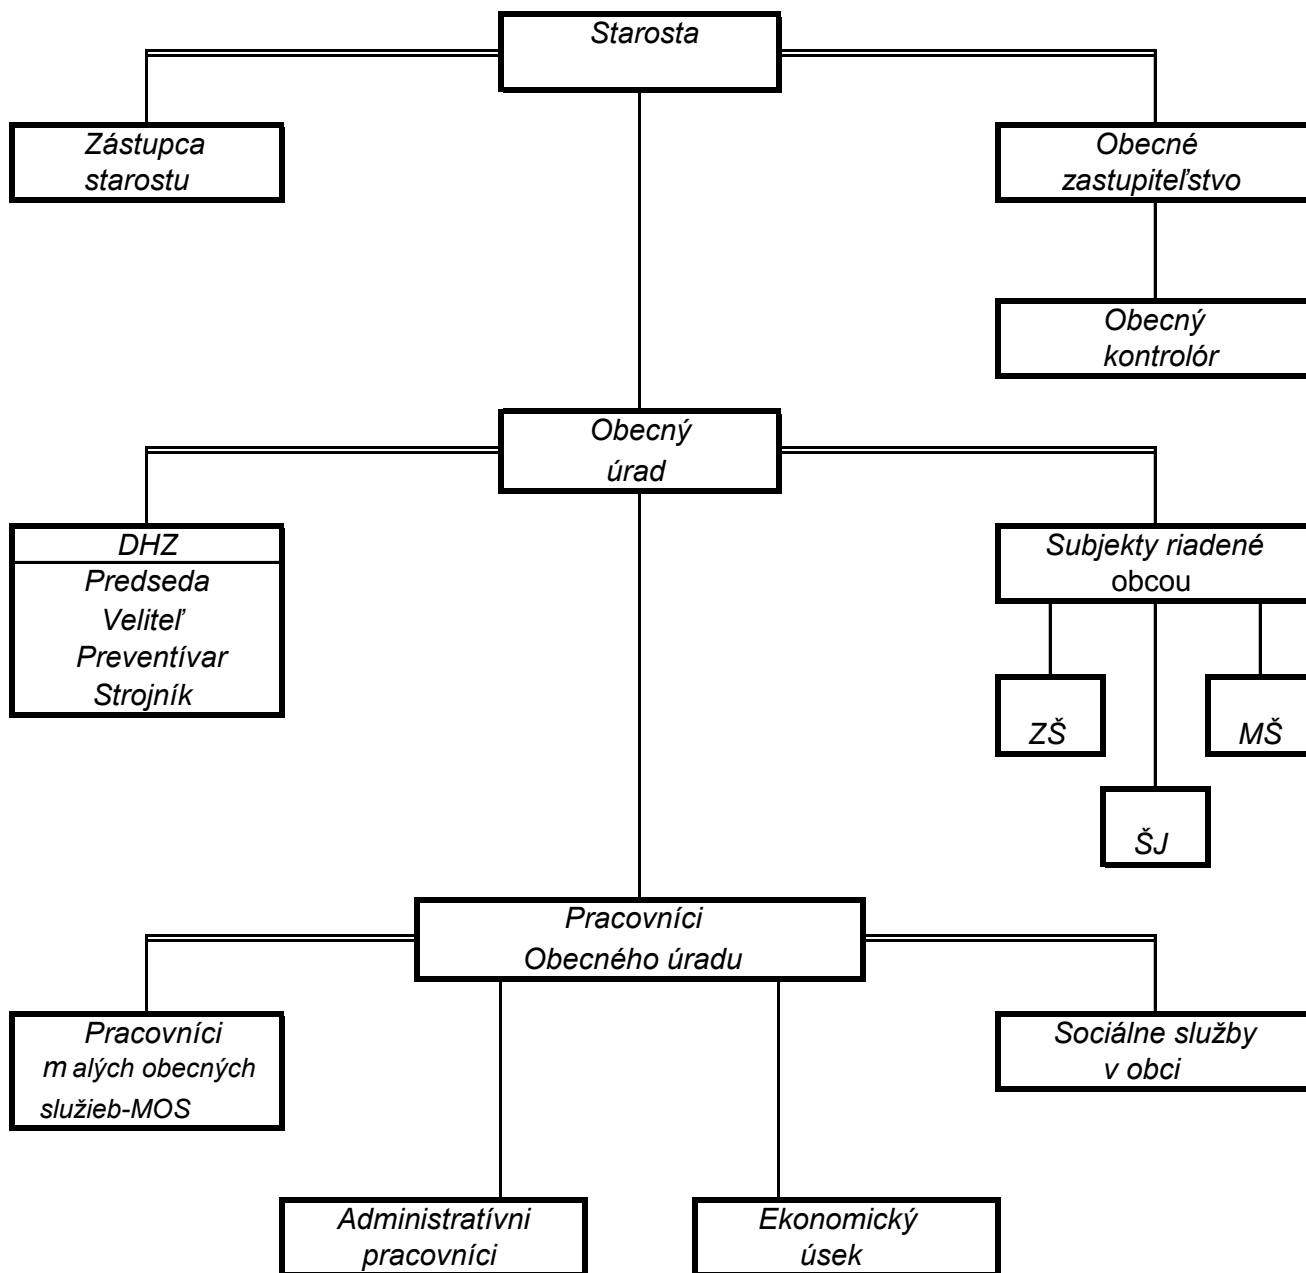 Starosta
Zástupca
starostu
Obecné
zastupiteľstvo
Obecný
kontrolór
Obecný
úrad
DHZ
Predseda
Veliteľ
Preventívar
Strojník
Subjekty riadené
obcou
ZŠ
MŠ
ŠJ
Pracovníci
Obecného úradu
Pracovníci
m alých obecných
služieb-MOS
Sociálne služby
v obci
Administratívni
pracovníci
Ekonomický
úsek